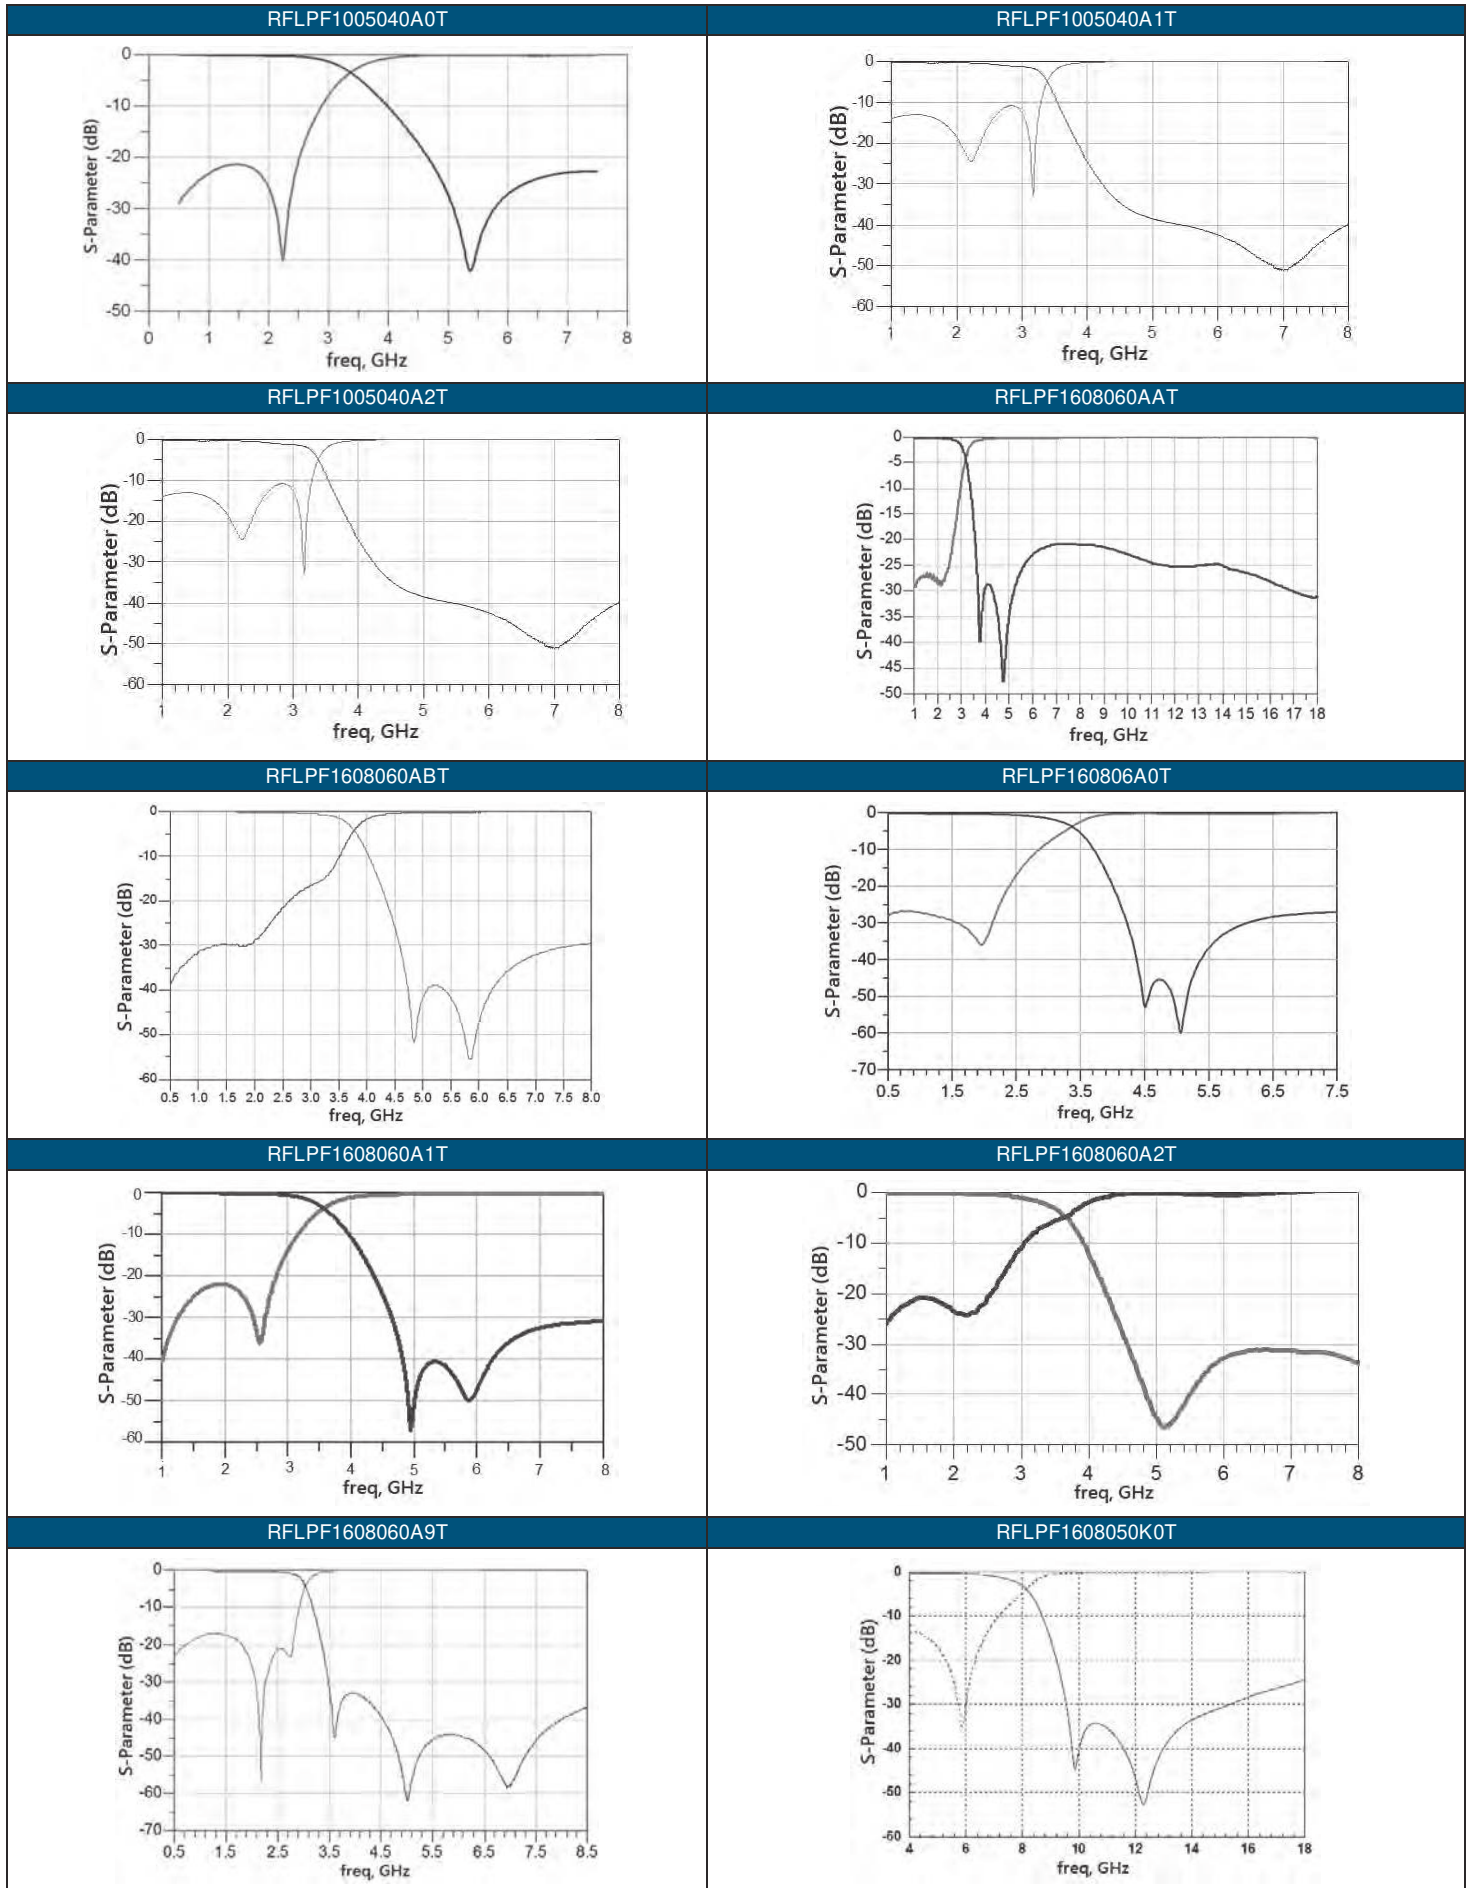 RFLPF1005040A0T
0
-10
-20
-30
-40
-50
S-Parameter (dB)
0 1 2 3 4 5 6 7 8
freq, GHz
RFLPF1005040A1T
0
-10
-20
-30
-40
-50
-60
S-Parameter (dB)
1 2 3 4 5 6 7 8
freq, GHz
RFLPF1005040A2T
0
-10
-20
-30
-40
-50
-60
S-Parameter (dB)
1 2 3 4 5 6 7 8
freq, GHz
RFLPF1608060AAT
0
-5
-10
-15
-20
-25
-30
-35
-40
-45
-50
S-Parameter (dB)
1 2 3 4 5 6 7 8 9 10 11 12 13 14 15 16 17 18
freq, GHz
RFLPF1608060ABT
0
-10
-20
-30
-40
-50
-60
S-Parameter (dB)
0.5 1.0 1.5 2.0 2.5 3.0 3.5 4.0 4.5 5.0 5.5 6.0 6.5 7.0 7.5 8.0
freq, GHz
RFLPF160806A0T
0
-10
-20
-30
-40
-50
-60
-70
S-Parameter (dB)
0.5 1.5 2.5 3.5 4.5 5.5 6.5 7.5
freq, GHz
RFLPF1608060A1T
0
-10
-20
-30
-40
-50
-60
S-Parameter (dB)
1 2 3 4 5 6 7 8
freq, GHz
RFLPF1608060A2T
0
-10
-20
-30
-40
-50
S-Parameter (dB)
1 2 3 4 5 6 7 8
freq, GHz
RFLPF1608060A9T
0
-10
-20
-30
-40
-50
-60
-70
S-Parameter (dB)
0.5 1.5 2.5 3.5 4.5 5.5 6.5 7.5 8.5
freq, GHz
RFLPF1608050K0T
0
-10
-20
-30
-40
-50
-60
S-Parameter (dB)
4 6 8 10 12 14 16 18
freq, GHz